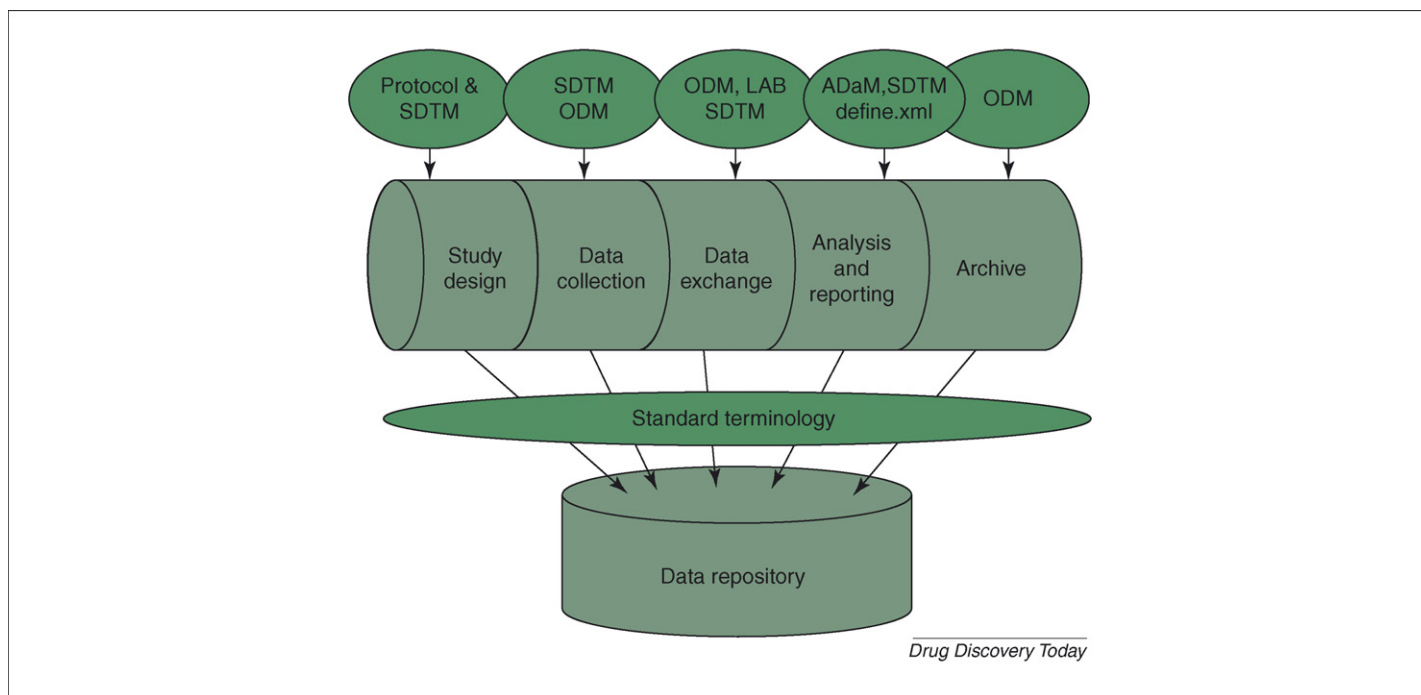 Protocol &
SDTM
SDTM
ODM
ODM, LAB
SDTM
ADaM,SDTM
define.xml
ODM
Study
design
Data
collection
Data
exchange
Analysis
and
reporting
Archive
Standard terminology
Data repository
Drug Discovery Today